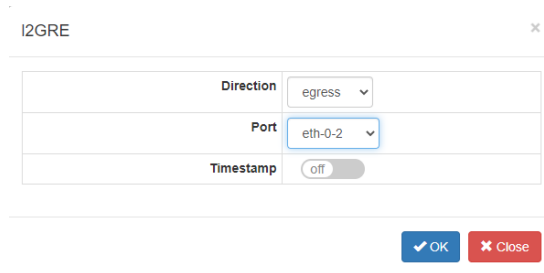 l2GRE ×
Direction egress
Port eth-0-2
Timestamp off
OK Close